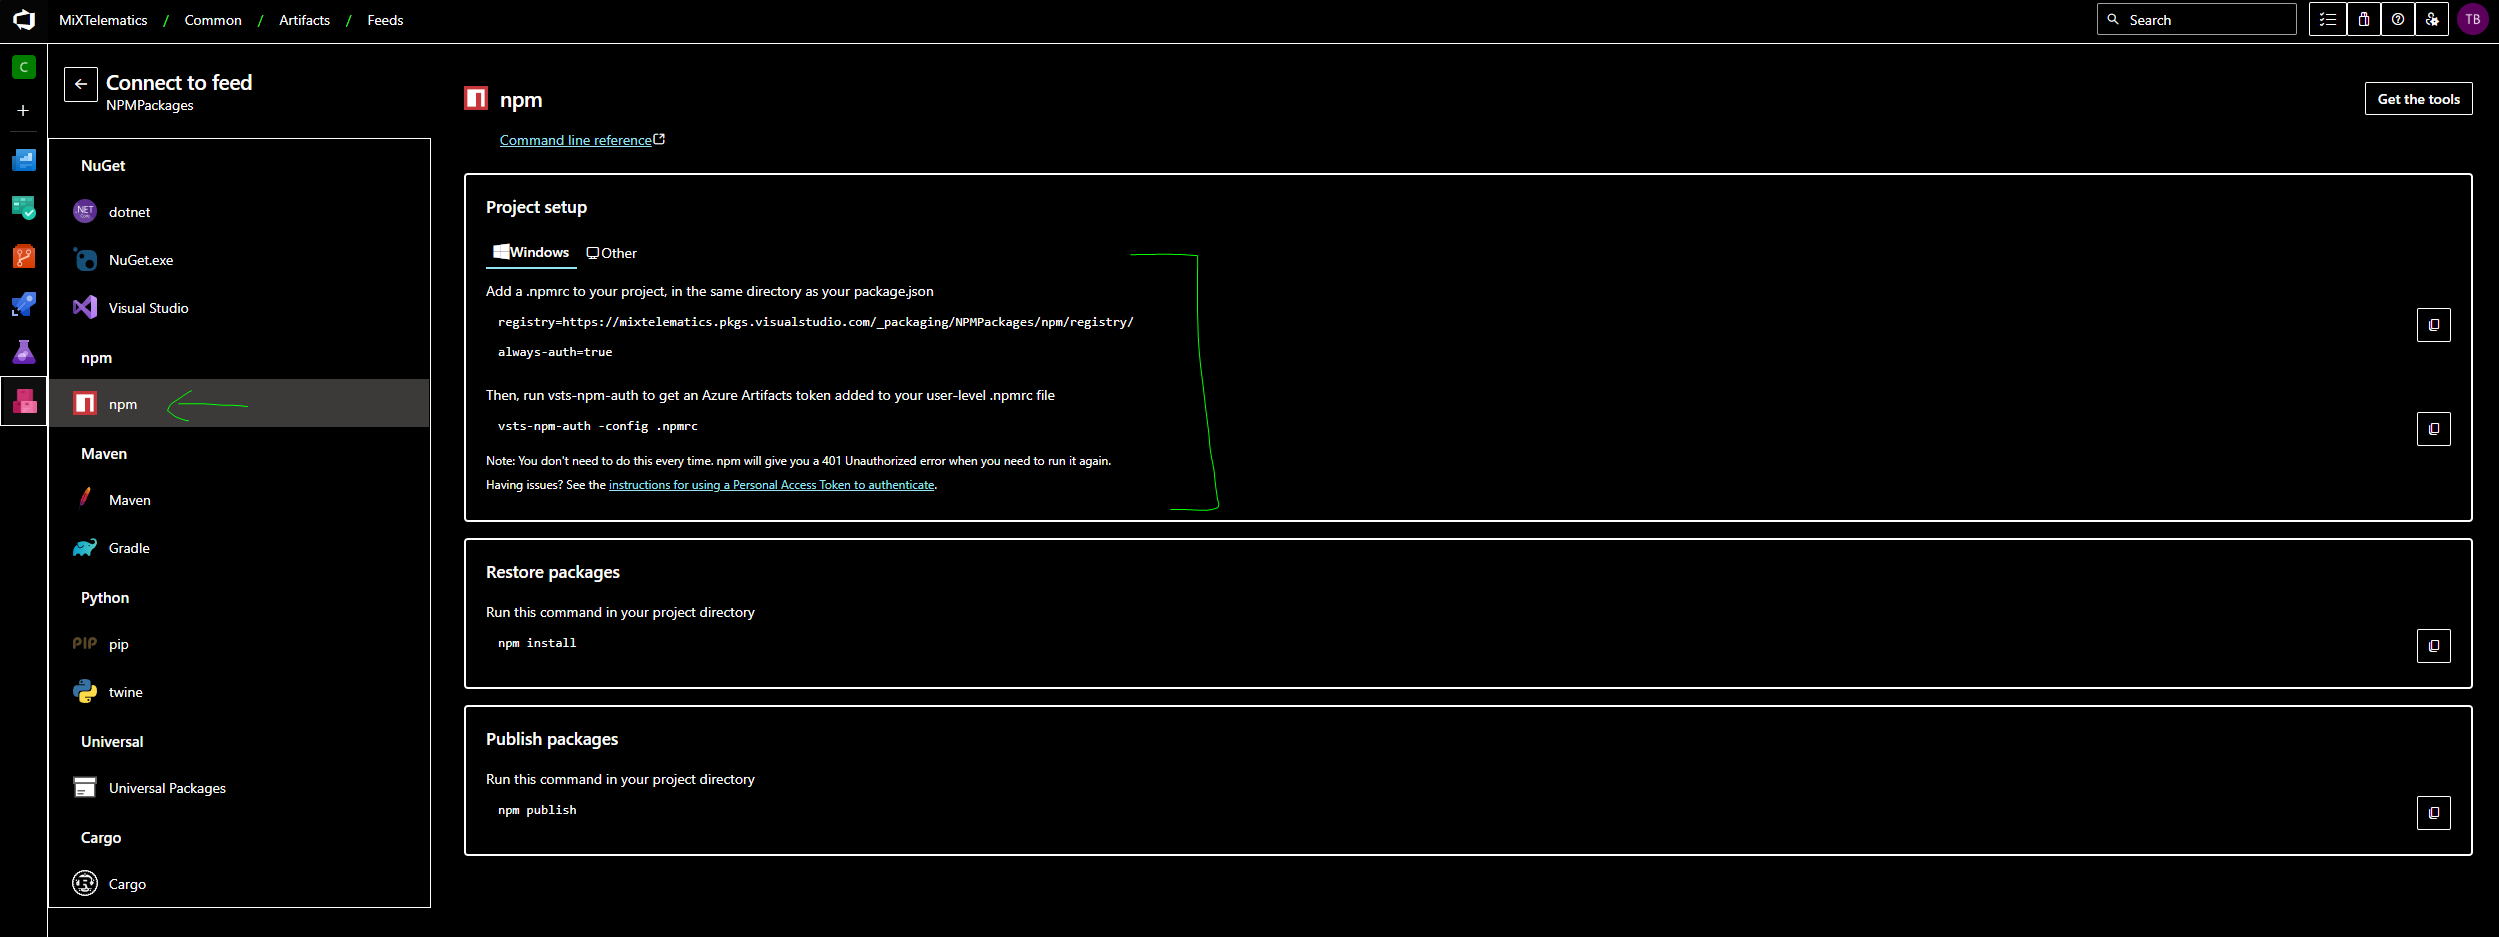 MiXTelematics / Common / Artifacts / Feeds
Search
TB
C
Connect to feed
NPMPackages
NuGet
NET Core
dotnet
NuGet.exe
Visual Studio
npm
npm
Maven
Maven
Gradle
Python
PIP pip
twine
Universal
Universal Packages
Cargo
Cargo
npm
Get the tools
Command line reference
Project setup
Windows Other
Add a .npmrc to your project, in the same directory as your package.json
registry=https://mixtelematics.pkgs.visualstudio.com/_packaging/NPMPackages/npm/registry/
always-auth=true
Then, run vsts-npm-auth to get an Azure Artifacts token added to your user-level .npmrc file
vsts-npm-auth -config .npmrc
Note: You don't need to do this every time. npm will give you a 401 Unauthorized error when you need to run it again.
Having issues? See the instructions for using a Personal Access Token to authenticate.
Restore packages
Run this command in your project directory
npm install
Publish packages
Run this command in your project directory
npm publish